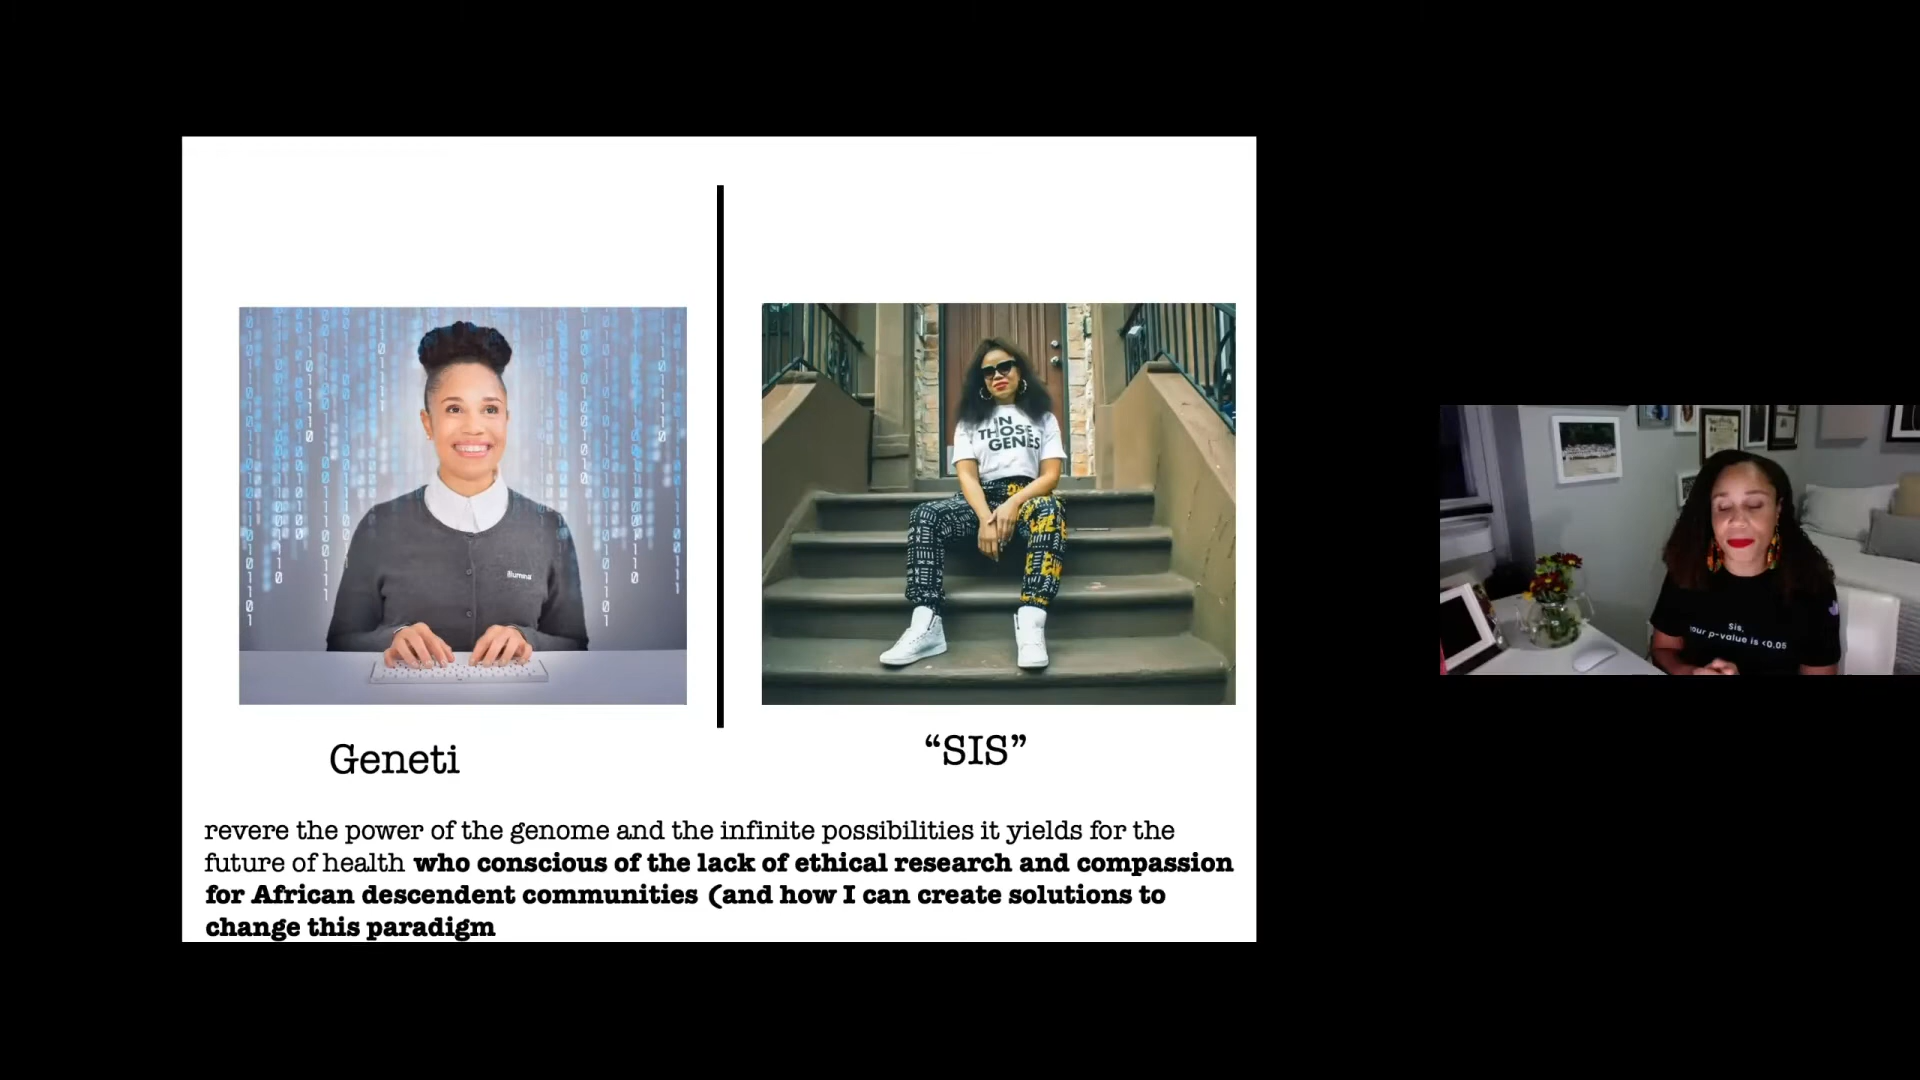 IN
THOSE
GENES
illumina
Geneti
“SIS”
revere the power of the genome and the infinite possibilities it yields for the
future of health who conscious of the lack of ethical research and compassion
for African descendent communities (and how I can create solutions to
change this paradigm
Sis,
your p-value is <0.05